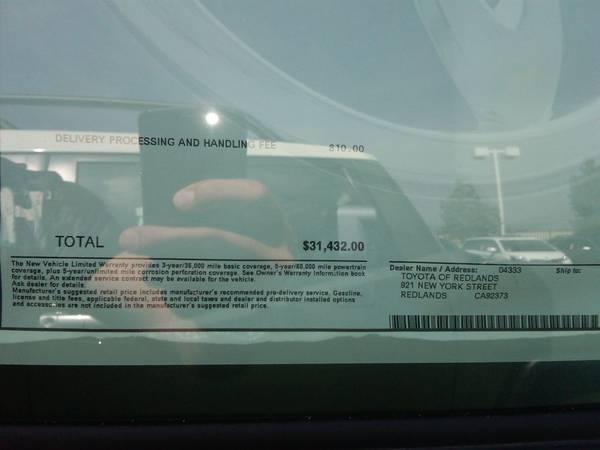 DELIVERY PROCESSING AND HANDLING FEE 810.00
TOTAL $31,432.00
The New Vehicle Limited Warranty provides 3-year/36,000 mile basic coverage, 5-year/60,000 mile powertrain
coverage, plus 5-year/unlimited mile corrosion perforation coverage. See Owner's Warranty Information book
for details. An extended service contract may be available for the vehicle.
Ask dealer for details.
Manufacturer's suggested retail price includes manufacturer's recommended pre-delivery service. Gasoline,
license and title fees, applicable federal, state and local taxes and dealer and distributor installed options
and accessories are not included in the manufacturer's suggested retail price.
Dealer Name / Address: 04333 Ship to:
TOYOTA OF REDLANDS
921 NEW YORK STREET
REDLANDS CA92373